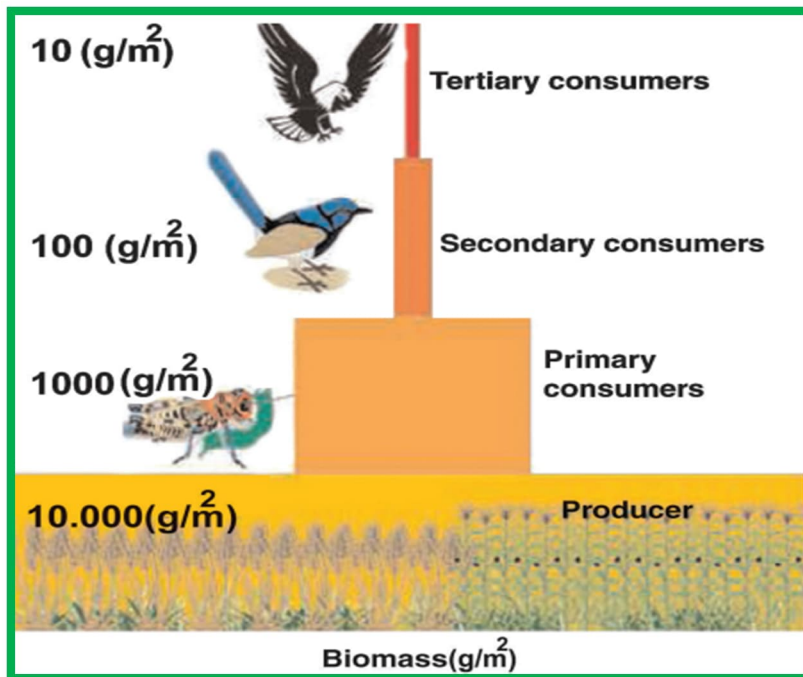 10 (g/m²)
Tertiary consumers
100 (g/m²)
Secondary consumers
1000 (g/m²)
Primary
consumers
10.000(g/m²)
Producer
Biomass(g/m²)